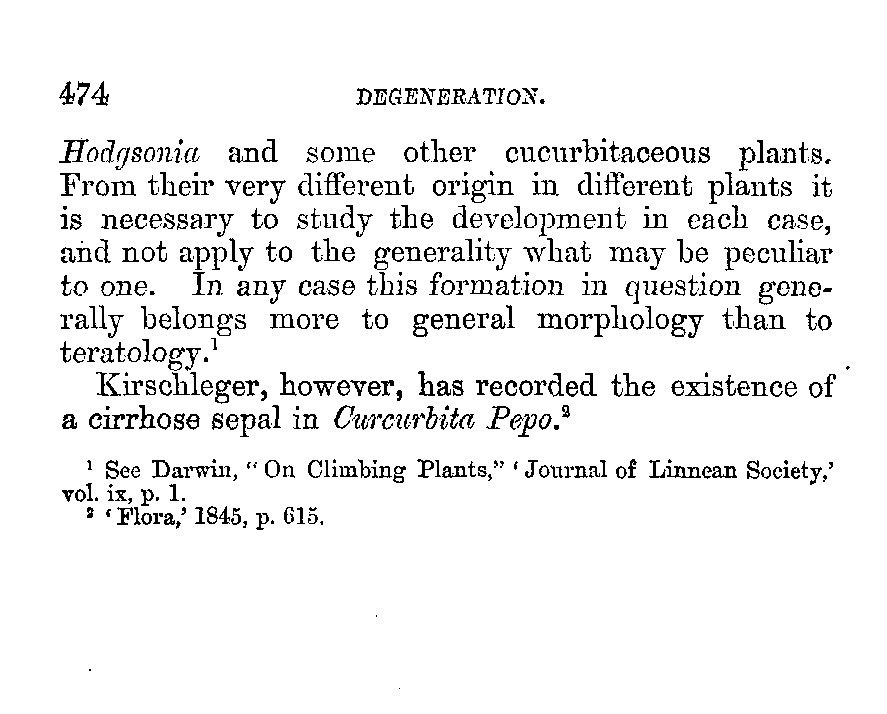 474 DEGENERATION.
Hodgsonia and some other cucurbitaceous plants.
From their very different origin in different plants it
is necessary to study the development in each case,
and not apply to the generality what may be peculiar
to one. In any case this formation in question gene-
rally belongs more to general morphology than to
teratology.¹
Kirschleger, however, has recorded the existence of
a cirrhose sepal in Curcurbita Pepo.²
¹ See Darwin, "On Climbing Plants," 'Journal of Linnean Society,'
vol. ix, p. 1.
² 'Flora,' 1845, p. 615.